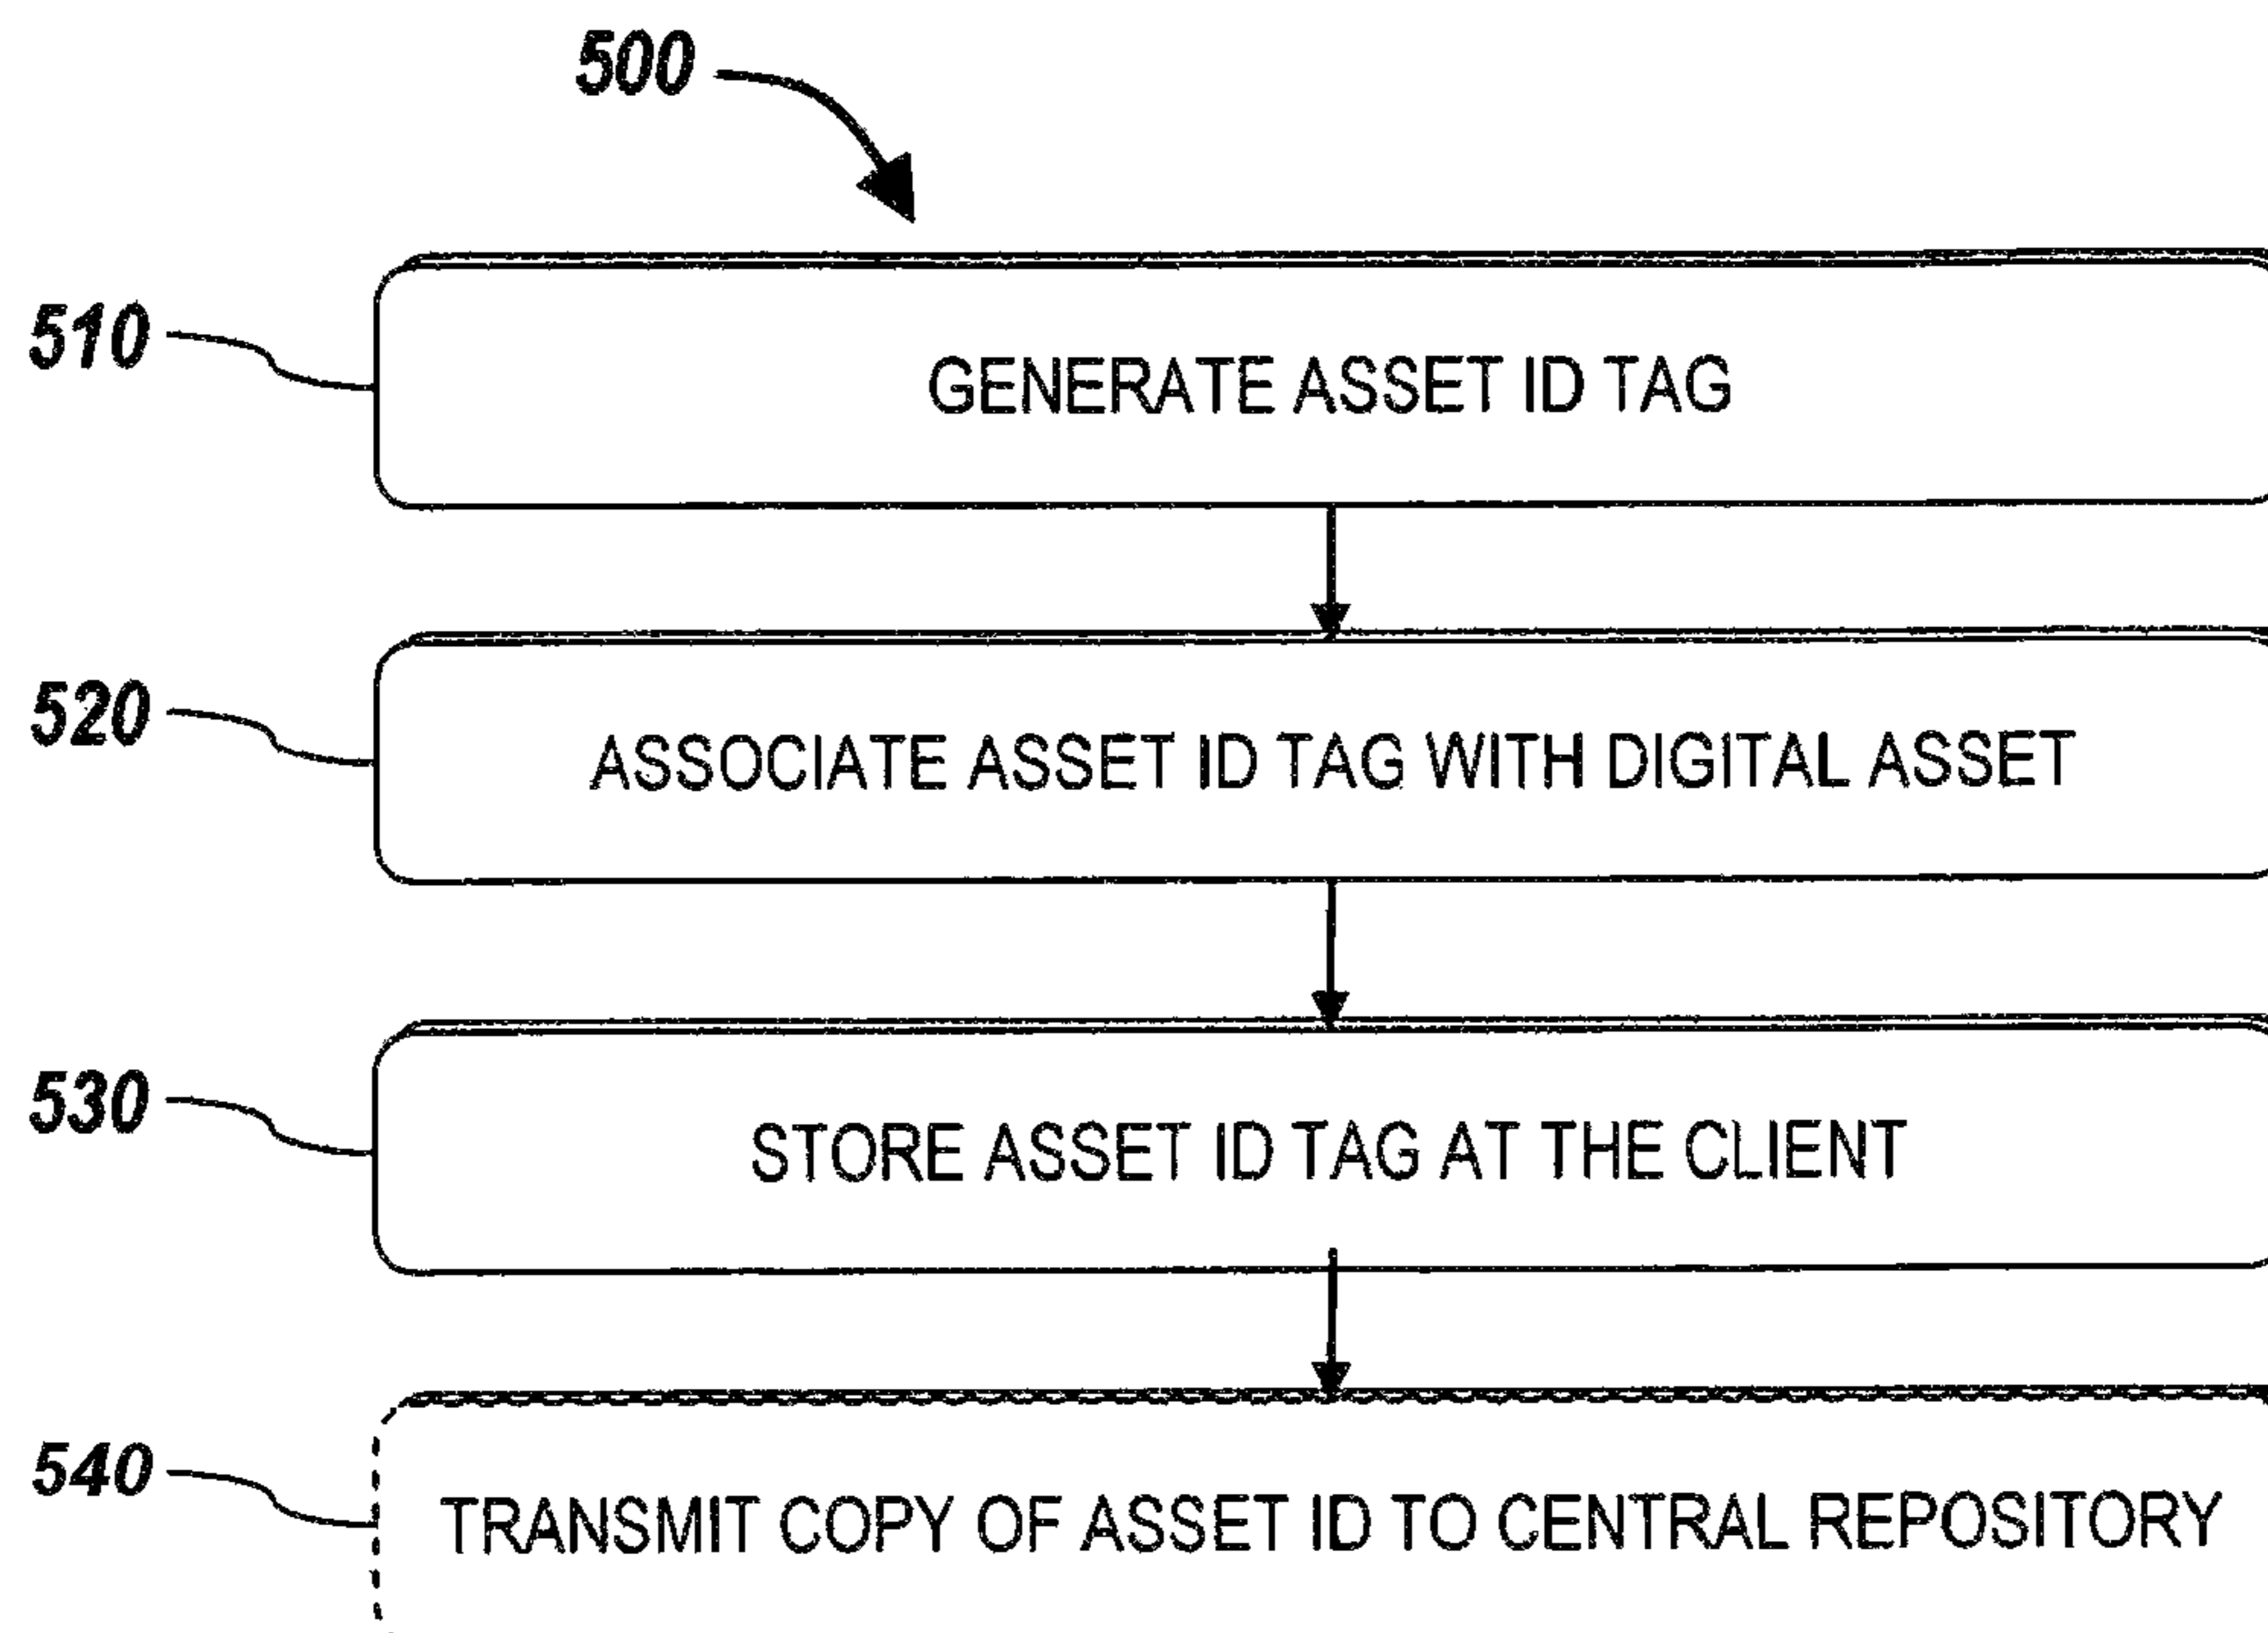 500
510
GENERATE ASSET ID TAG
520
ASSOCIATE ASSET ID TAG WITH DIGITAL ASSET
530
STORE ASSET ID TAG AT THE CLIENT
540
TRANSMIT COPY OF ASSET ID TO CENTRAL REPOSITORY